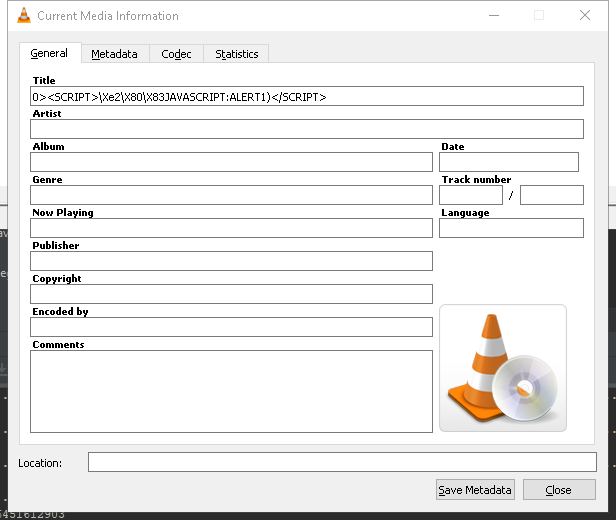 Current Media Information
General Metadata Codec Statistics
Title
0><SCRIPT>\Xe2\X80\X83JAVASCRIPT:ALERT1)</SCRIPT>
Artist
Album Date
Genre Track number
/
Now Playing Language
Publisher
Copyright
Encoded by
Comments
Location:
Save Metadata Close
451612903